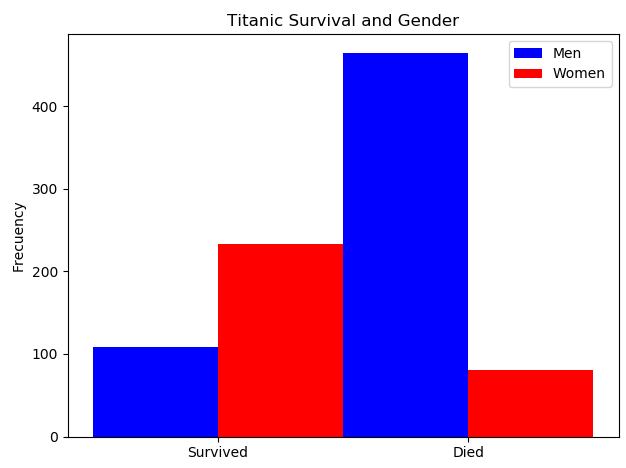 Titanic Survival and Gender
Men
Women
Frecuency
400
300
200
100
0
Survived
Died